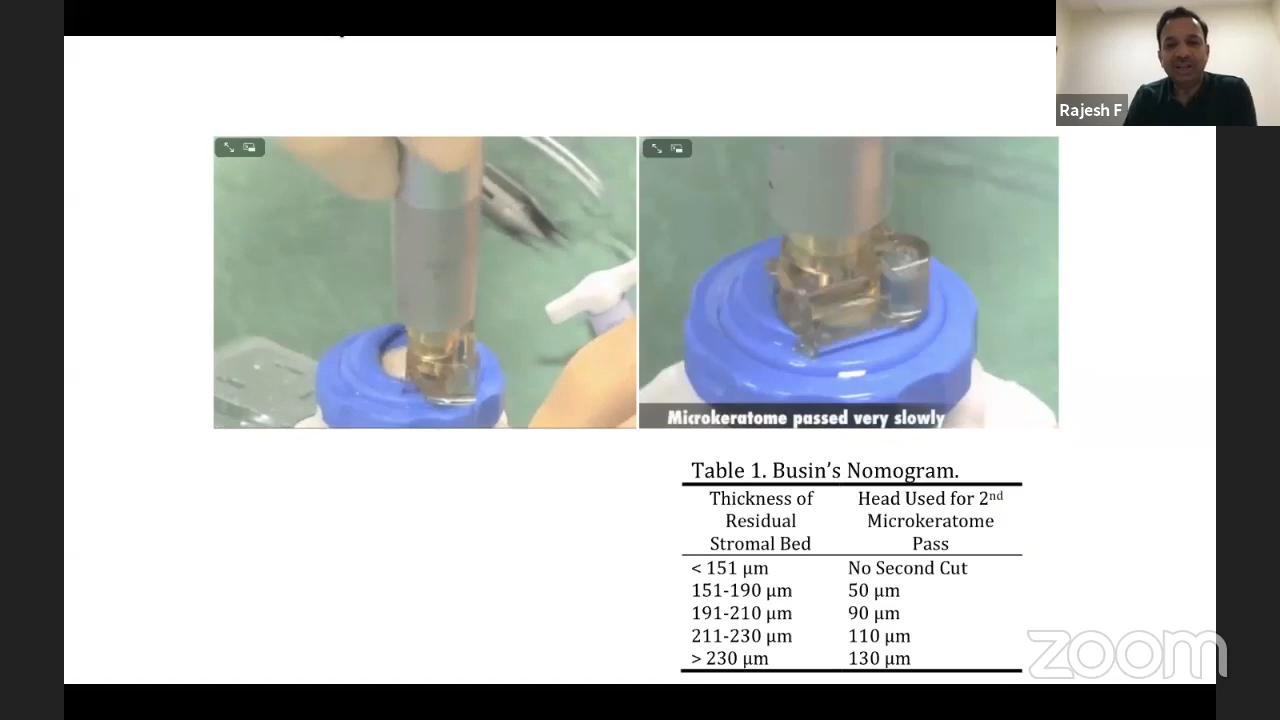 Rajesh F
Microkeratome passed very slowly
Table 1. Busin's Nomogram.
Thickness of Residual Stromal Bed
Head Used for 2nd Microkeratome Pass
< 151 µm No Second Cut
151-190 µm 50 µm
191-210 µm 90 µm
211-230 µm 110 µm
> 230 µm 130 µm
zoom